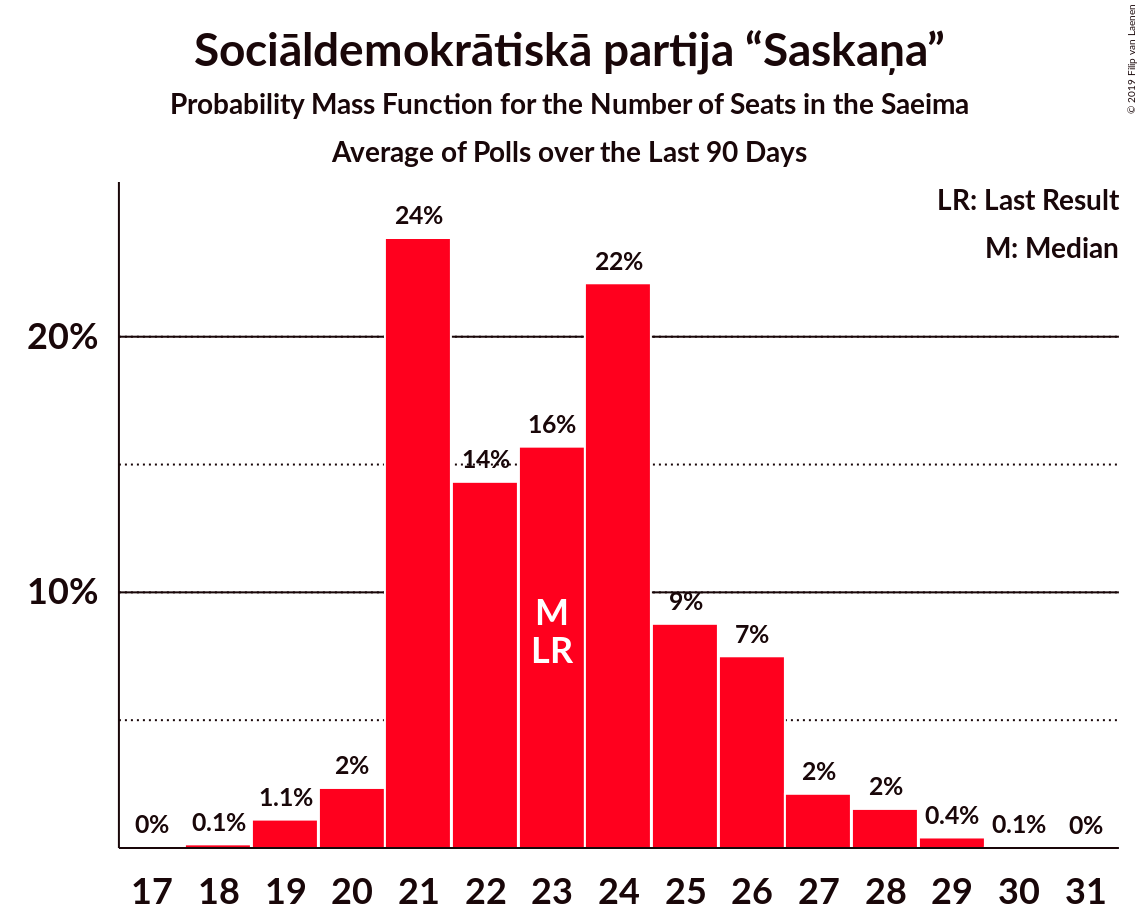 Sociāldemokrātiskā partija “Saskaņa”
Probability Mass Function for the Number of Seats in the Saeima
Average of Polls over the Last 90 Days
© 2019 Filip van Laenen
LR: Last Result
M: Median
24%
22%
20%
16%
14%
10%
9%
7%
M
LR
2%
2%
2%
1.1%
0.4%
0%
0.1%
0.1%
0%
17 18 19 20 21 22 23 24 25 26 27 28 29 30 31